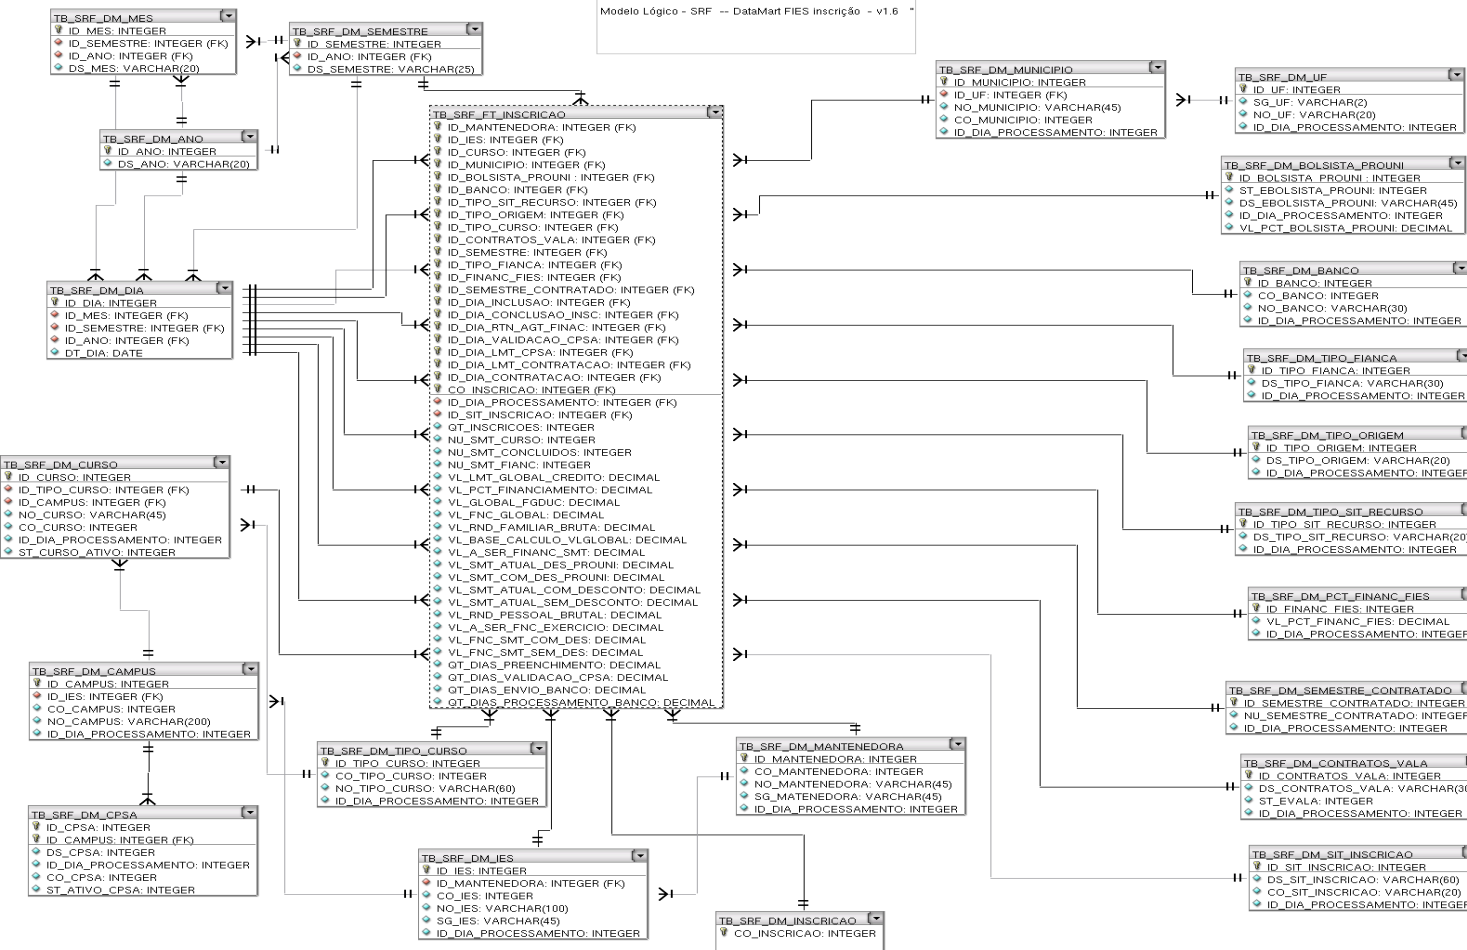 Modelo Lógico - SRF -- DataMart FIES inscrição - v1.6 "
TB_SRF_DM_MES
ID_MES: INTEGER
ID_SEMESTRE: INTEGER (FK)
ID_ANO: INTEGER (FK)
DS_MES: VARCHAR(20)
TB_SRF_DM_SEMESTRE
ID_SEMESTRE: INTEGER
ID_ANO: INTEGER (FK)
DS_SEMESTRE: VARCHAR(25)
TB_SRF_DM_ANO
ID_ANO: INTEGER
DS_ANO: VARCHAR(20)
TB_SRF_DM_DIA
ID_DIA: INTEGER
ID_MES: INTEGER (FK)
ID_SEMESTRE: INTEGER (FK)
ID_ANO: INTEGER (FK)
DT_DIA: DATE
TB_SRF_DM_CURSO
ID_CURSO: INTEGER
ID_TIPO_CURSO: INTEGER (FK)
ID_CAMPUS: INTEGER (FK)
NO_CURSO: VARCHAR(45)
CO_CURSO: INTEGER
ID_DIA_PROCESSAMENTO: INTEGER
ST_CURSO_ATIVO: INTEGER
TB_SRF_DM_CAMPUS
ID_CAMPUS: INTEGER
ID_IES: INTEGER (FK)
CO_CAMPUS: INTEGER
NO_CAMPUS: VARCHAR(200)
ID_DIA_PROCESSAMENTO: INTEGER
TB_SRF_DM_CPSA
ID_CPSA: INTEGER
ID_CAMPUS: INTEGER (FK)
DS_CPSA: INTEGER
ID_DIA_PROCESSAMENTO: INTEGER
CO_CPSA: INTEGER
ST_ATIVO_CPSA: INTEGER
TB_SRF_FT_INSCRICAO
ID_MANTENEDORA: INTEGER (FK)
ID_IES: INTEGER (FK)
ID_CURSO: INTEGER (FK)
ID_MUNICIPIO: INTEGER (FK)
ID_BOLSISTA_PROUNI : INTEGER (FK)
ID_BANCO: INTEGER (FK)
ID_TIPO_SIT_RECURSO: INTEGER (FK)
ID_TIPO_ORIGEM: INTEGER (FK)
ID_TIPO_CURSO: INTEGER (FK)
ID_CONTRATOS_VALA: INTEGER (FK)
ID_SEMESTRE: INTEGER (FK)
ID_TIPO_FIANCA: INTEGER (FK)
ID_FINANC_FIES: INTEGER (FK)
ID_SEMESTRE_CONTRATADO: INTEGER (FK)
ID_DIA_INCLUSAO: INTEGER (FK)
ID_DIA_CONCLUSAO_INSC: INTEGER (FK)
ID_DIA_RTN_AGT_FINAC: INTEGER (FK)
ID_DIA_VALIDACAO_CPSA: INTEGER (FK)
ID_DIA_LMT_CPSA: INTEGER (FK)
ID_DIA_LMT_CONTRATACAO: INTEGER (FK)
ID_DIA_CONTRATACAO: INTEGER (FK)
CO_INSCRICAO: INTEGER (FK)
ID_DIA_PROCESSAMENTO: INTEGER (FK)
ID_SIT_INSCRICAO: INTEGER (FK)
QT_INSCRICOES: INTEGER
NU_SMT_CURSO: INTEGER
NU_SMT_CONCLUIDOS: INTEGER
NU_SMT_FIANC: INTEGER
VL_LMT_GLOBAL_CREDITO: DECIMAL
VL_PCT_FINANCIAMENTO: DECIMAL
VL_GLOBAL_FGDUC: DECIMAL
VL_FNC_GLOBAL: DECIMAL
VL_RND_FAMILIAR_BRUTA: DECIMAL
VL_BASE_CALCULO_VLGLOBAL: DECIMAL
VL_A_SER_FINANC_SMT: DECIMAL
VL_SMT_ATUAL_DES_PROUNI: DECIMAL
VL_SMT_COM_DES_PROUNI: DECIMAL
VL_SMT_ATUAL_COM_DESCONTO: DECIMAL
VL_SMT_ATUAL_SEM_DESCONTO: DECIMAL
VL_RND_PESSOAL_BRUTAL: DECIMAL
VL_A_SER_FNC_EXERCICIO: DECIMAL
VL_FNC_SMT_COM_DES: DECIMAL
VL_FNC_SMT_SEM_DES: DECIMAL
QT_DIAS_PREENCHIMENTO: DECIMAL
QT_DIAS_VALIDACAO_CPSA: DECIMAL
QT_DIAS_ENVIO_BANCO: DECIMAL
QT_DIAS_PROCESSAMENTO_BANCO: DECIMAL
TB_SRF_DM_TIPO_CURSO
ID_TIPO_CURSO: INTEGER
CO_TIPO_CURSO: INTEGER
NO_TIPO_CURSO: VARCHAR(60)
ID_DIA_PROCESSAMENTO: INTEGER
TB_SRF_DM_IES
ID_IES: INTEGER
ID_MANTENEDORA: INTEGER (FK)
CO_IES: INTEGER
NO_IES: VARCHAR(100)
SG_IES: VARCHAR(45)
ID_DIA_PROCESSAMENTO: INTEGER
TB_SRF_DM_MANTENEDORA
ID_MANTENEDORA: INTEGER
CO_MANTENEDORA: INTEGER
NO_MANTENEDORA: VARCHAR(45)
SG_MATENEDORA: VARCHAR(45)
ID_DIA_PROCESSAMENTO: INTEGER
TB_SRF_DM_INSCRICAO
CO_INSCRICAO: INTEGER
TB_SRF_DM_MUNICIPIO
ID_MUNICIPIO: INTEGER
ID_UF: INTEGER (FK)
NO_MUNICIPIO: VARCHAR(45)
CO_MUNICIPIO: INTEGER
ID_DIA_PROCESSAMENTO: INTEGER
TB_SRF_DM_UF
ID_UF: INTEGER
SG_UF: VARCHAR(2)
NO_UF: VARCHAR(20)
ID_DIA_PROCESSAMENTO: INTEGER
TB_SRF_DM_BOLSISTA_PROUNI
ID_BOLSISTA_PROUNI : INTEGER
ST_EBOLSISTA_PROUNI: INTEGER
DS_EBOLSISTA_PROUNI: VARCHAR(45)
ID_DIA_PROCESSAMENTO: INTEGER
VL_PCT_BOLSISTA_PROUNI: DECIMAL
TB_SRF_DM_BANCO
ID_BANCO: INTEGER
CO_BANCO: INTEGER
NO_BANCO: VARCHAR(30)
ID_DIA_PROCESSAMENTO: INTEGER
TB_SRF_DM_TIPO_FIANCA
ID_TIPO_FIANCA: INTEGER
DS_TIPO_FIANCA: VARCHAR(30)
ID_DIA_PROCESSAMENTO: INTEGER
TB_SRF_DM_TIPO_ORIGEM
ID_TIPO_ORIGEM: INTEGER
DS_TIPO_ORIGEM: VARCHAR(20)
ID_DIA_PROCESSAMENTO: INTEGER
TB_SRF_DM_TIPO_SIT_RECURSO
ID_TIPO_SIT_RECURSO: INTEGER
DS_TIPO_SIT_RECURSO: VARCHAR(20)
ID_DIA_PROCESSAMENTO: INTEGER
TB_SRF_DM_PCT_FINANC_FIES
ID_FINANC_FIES: INTEGER
VL_PCT_FINANC_FIES: DECIMAL
ID_DIA_PROCESSAMENTO: INTEGER
TB_SRF_DM_SEMESTRE_CONTRATADO
ID_SEMESTRE_CONTRATADO: INTEGER
NU_SEMESTRE_CONTRATADO: INTEGER
ID_DIA_PROCESSAMENTO: INTEGER
TB_SRF_DM_CONTRATOS_VALA
ID_CONTRATOS_VALA: INTEGER
DS_CONTRATOS_VALA: VARCHAR(30
ST_EVALA: INTEGER
ID_DIA_PROCESSAMENTO: INTEGER
TB_SRF_DM_SIT_INSCRICAO
ID_SIT_INSCRICAO: INTEGER
DS_SIT_INSCRICAO: VARCHAR(60)
CO_SIT_INSCRICAO: VARCHAR(20)
ID_DIA_PROCESSAMENTO: INTEGER